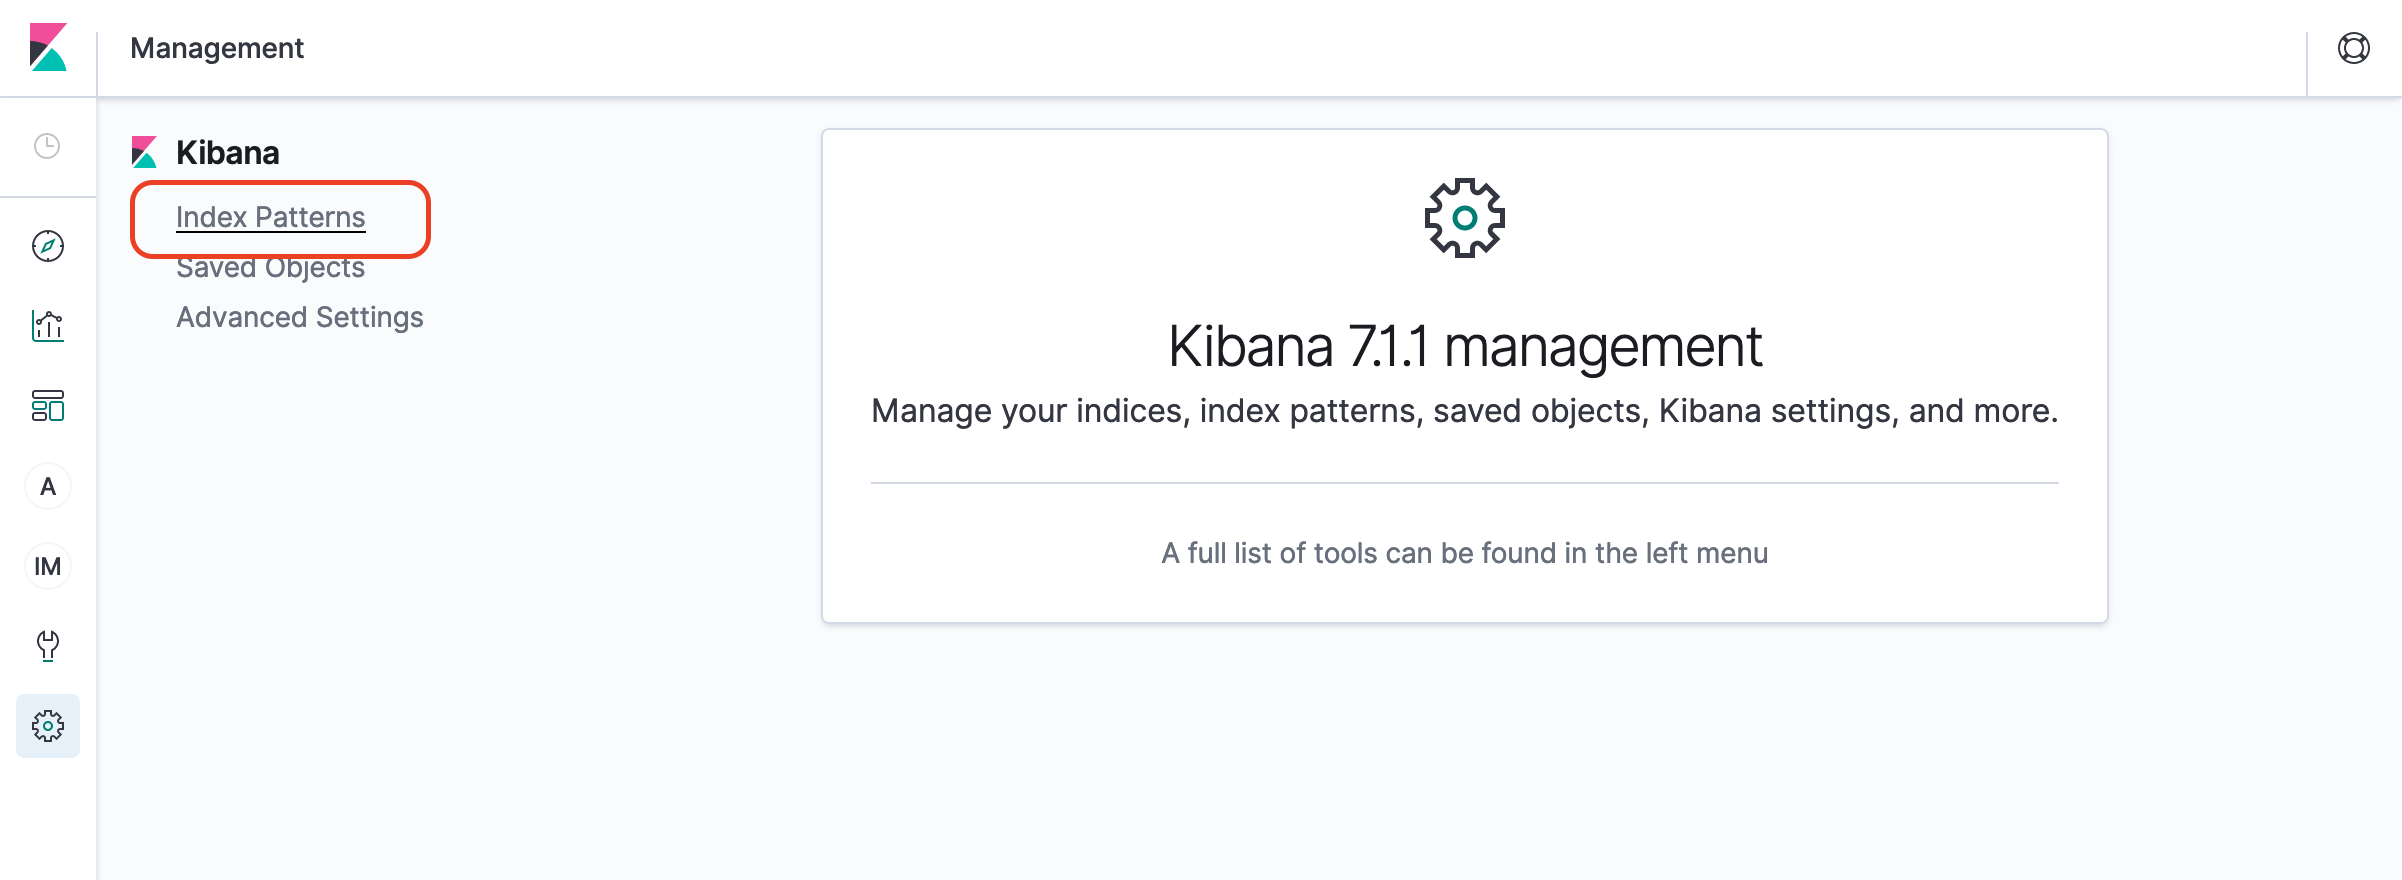 Management
Kibana
Index Patterns
Saved Objects
Advanced Settings
A
IM
Kibana 7.1.1 management
Manage your indices, index patterns, saved objects, Kibana settings, and more.
A full list of tools can be found in the left menu